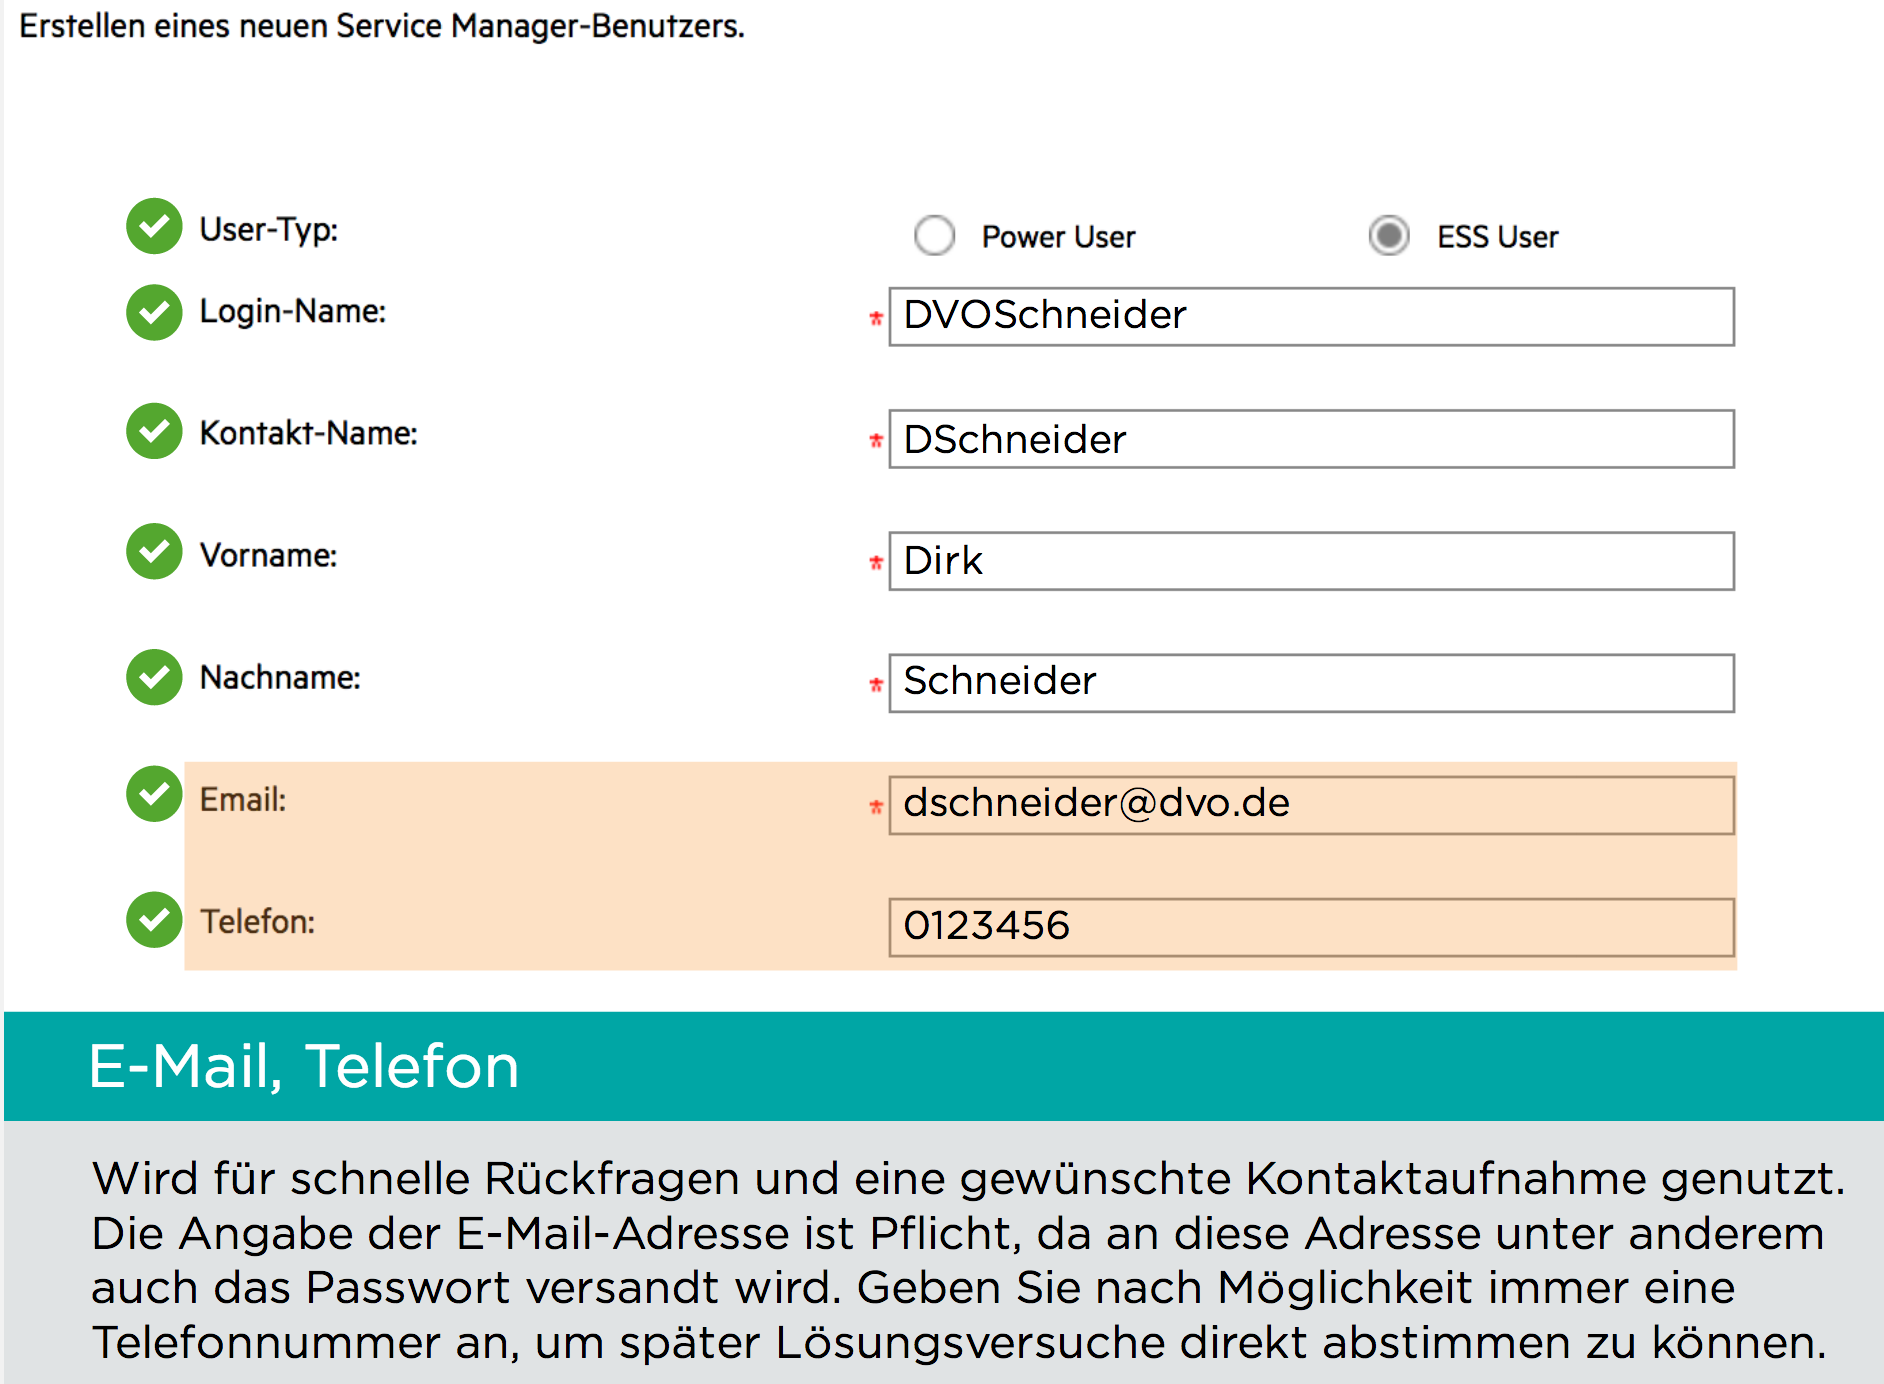 Erstellen eines neuen Service Manager-Benutzers.
User-Typ: Power User ESS User
Login-Name: * DVOSchneider
Kontakt-Name: * DSchneider
Vorname: * Dirk
Nachname: * Schneider
Email: * dschneider@dvo.de
Telefon: 0123456
E-Mail, Telefon
Wird für schnelle Rückfragen und eine gewünschte Kontaktaufnahme genutzt.
Die Angabe der E-Mail-Adresse ist Pflicht, da an diese Adresse unter anderem
auch das Passwort versandt wird. Geben Sie nach Möglichkeit immer eine
Telefonnummer an, um später Lösungsversuche direkt abstimmen zu können.